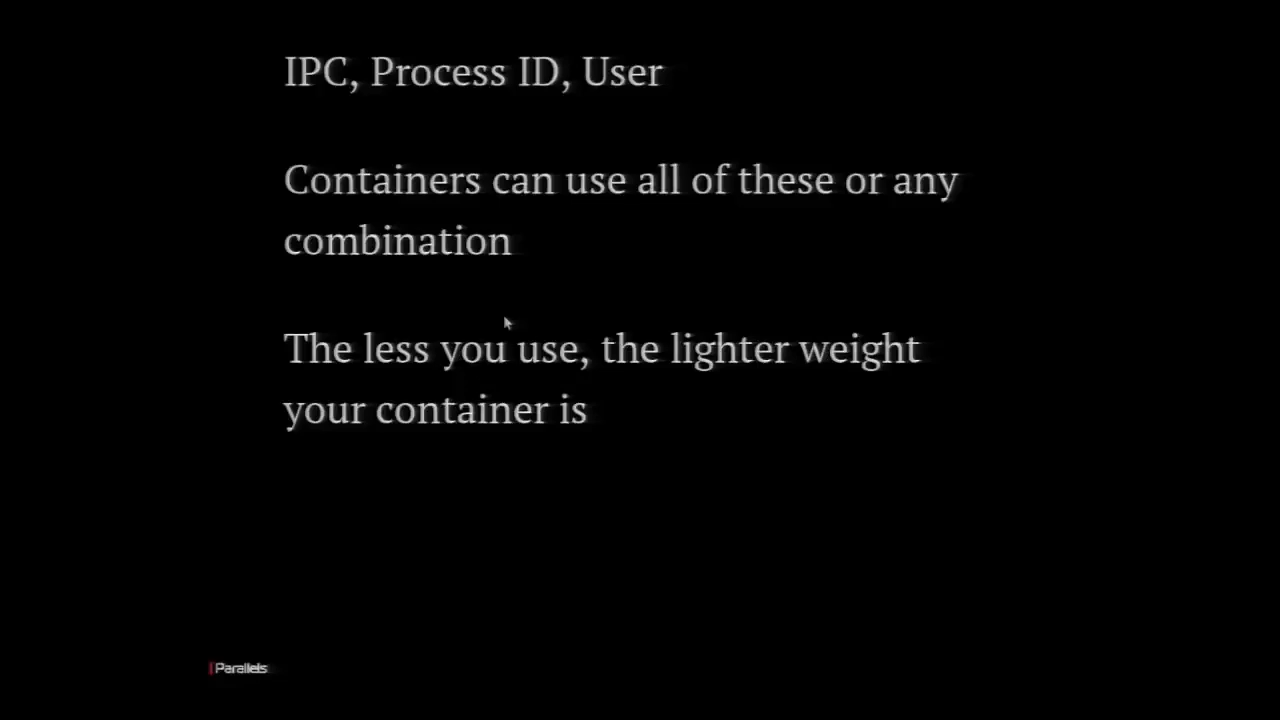 IPC, Process ID, User
Containers can use all of these or any
combination
The less you use, the lighter weight
your container is
Parallels